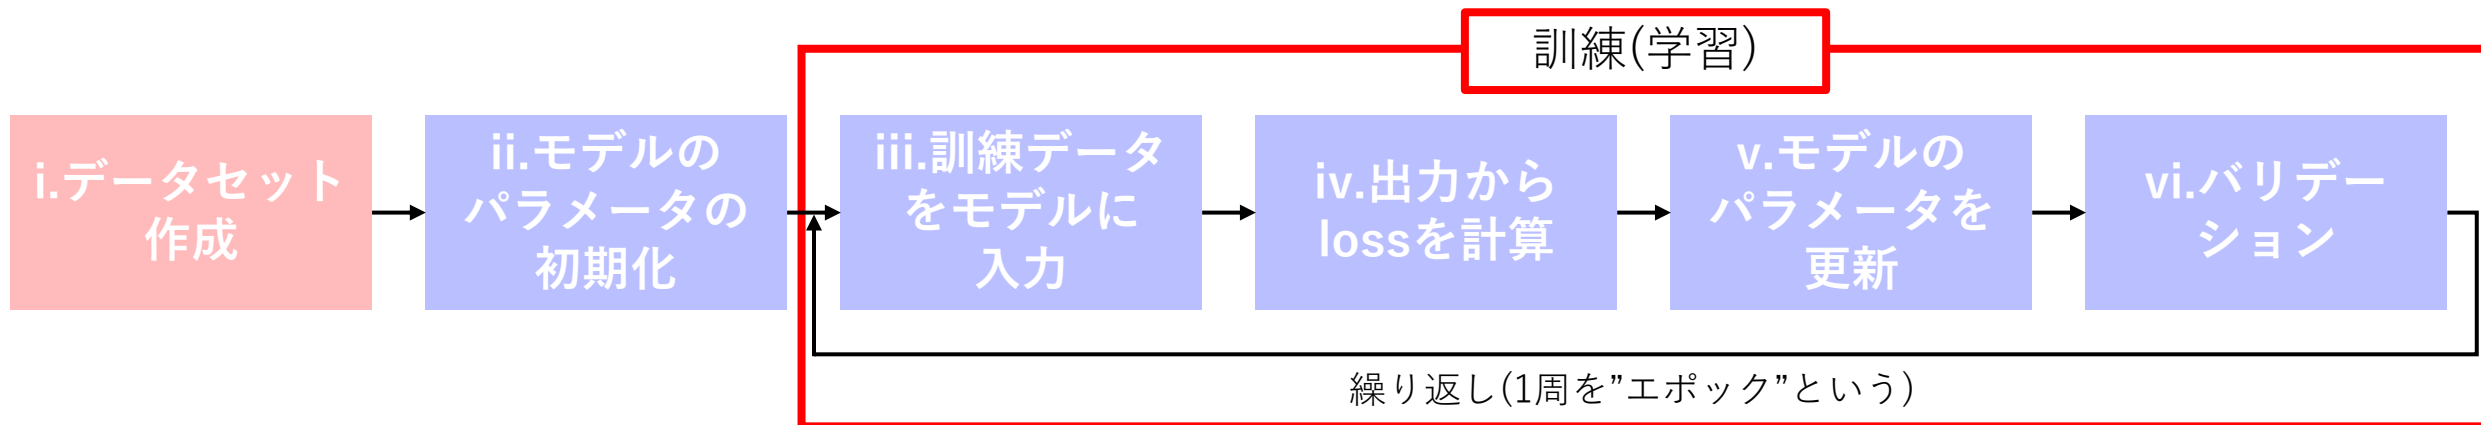 訓練(学習)
i.データセット
作成
ii.モデルの
パラメータの
初期化
iii.訓練データ
をモデルに
入力
iv.出力から
lossを計算
v.モデルの
パラメータを
更新
vi.バリデー
ション
繰り返し(1周を”エポック”という)